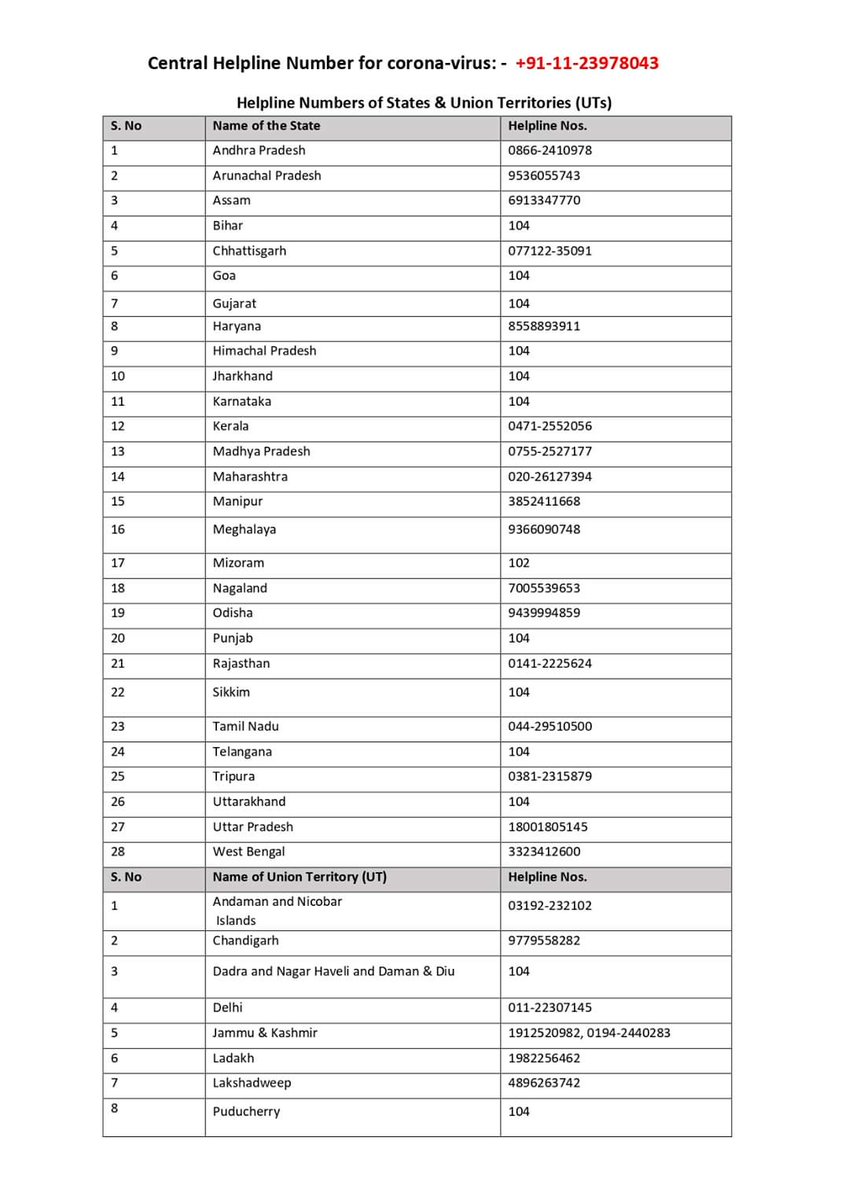 Central Helpline Number for corona-virus: - +91-11-23978043
Helpline Numbers of States & Union Territories (UTs)
S. No Name of the State Helpline Nos.
1 Andhra Pradesh 0866-2410978
2 Arunachal Pradesh 9536055743
3 Assam 6913347770
4 Bihar 104
5 Chhattisgarh 077122-35091
6 Goa 104
7 Gujarat 104
8 Haryana 8558893911
9 Himachal Pradesh 104
10 Jharkhand 104
11 Karnataka 104
12 Kerala 0471-2552056
13 Madhya Pradesh 0755-2527177
14 Maharashtra 020-26127394
15 Manipur 3852411668
16 Meghalaya 9366090748
17 Mizoram 102
18 Nagaland 7005539653
19 Odisha 9439994859
20 Punjab 104
21 Rajasthan 0141-2225624
22 Sikkim 104
23 Tamil Nadu 044-29510500
24 Telangana 104
25 Tripura 0381-2315879
26 Uttarakhand 104
27 Uttar Pradesh 18001805145
28 West Bengal 3323412600
S. No Name of Union Territory (UT) Helpline Nos.
1 Andaman and Nicobar 03192-232102
Islands
2 Chandigarh 9779558282
3 Dadra and Nagar Haveli and Daman & Diu 104
4 Delhi 011-22307145
5 Jammu & Kashmir 1912520982, 0194-2440283
6 Ladakh 1982256462
7 Lakshadweep 4896263742
8 Puducherry 104